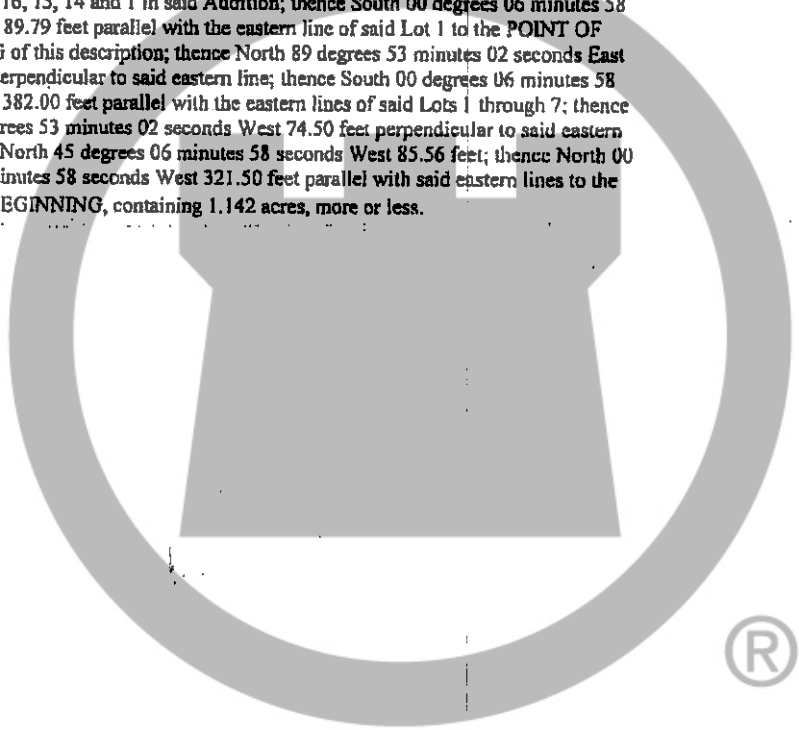 16, 15, 14 and 1 in said Addition; thence South 00 degrees 06 minutes 58
89.79 feet parallel with the eastern line of said Lot 1 to the POINT OF
of this description; thence North 89 degrees 53 minutes 02 seconds East
erpendicular to said eastern line; thence South 00 degrees 06 minutes 58
382.00 feet parallel with the eastern lines of said Lots 1 through 7; thence
rees 53 minutes 02 seconds West 74.50 feet perpendicular to said eastern
North 45 degrees 06 minutes 58 seconds West 85.56 feet; thence North 00
inutes 58 seconds West 321.50 feet parallel with said eastern lines to the
EGINNING, containing 1.142 acres, more or less.
®